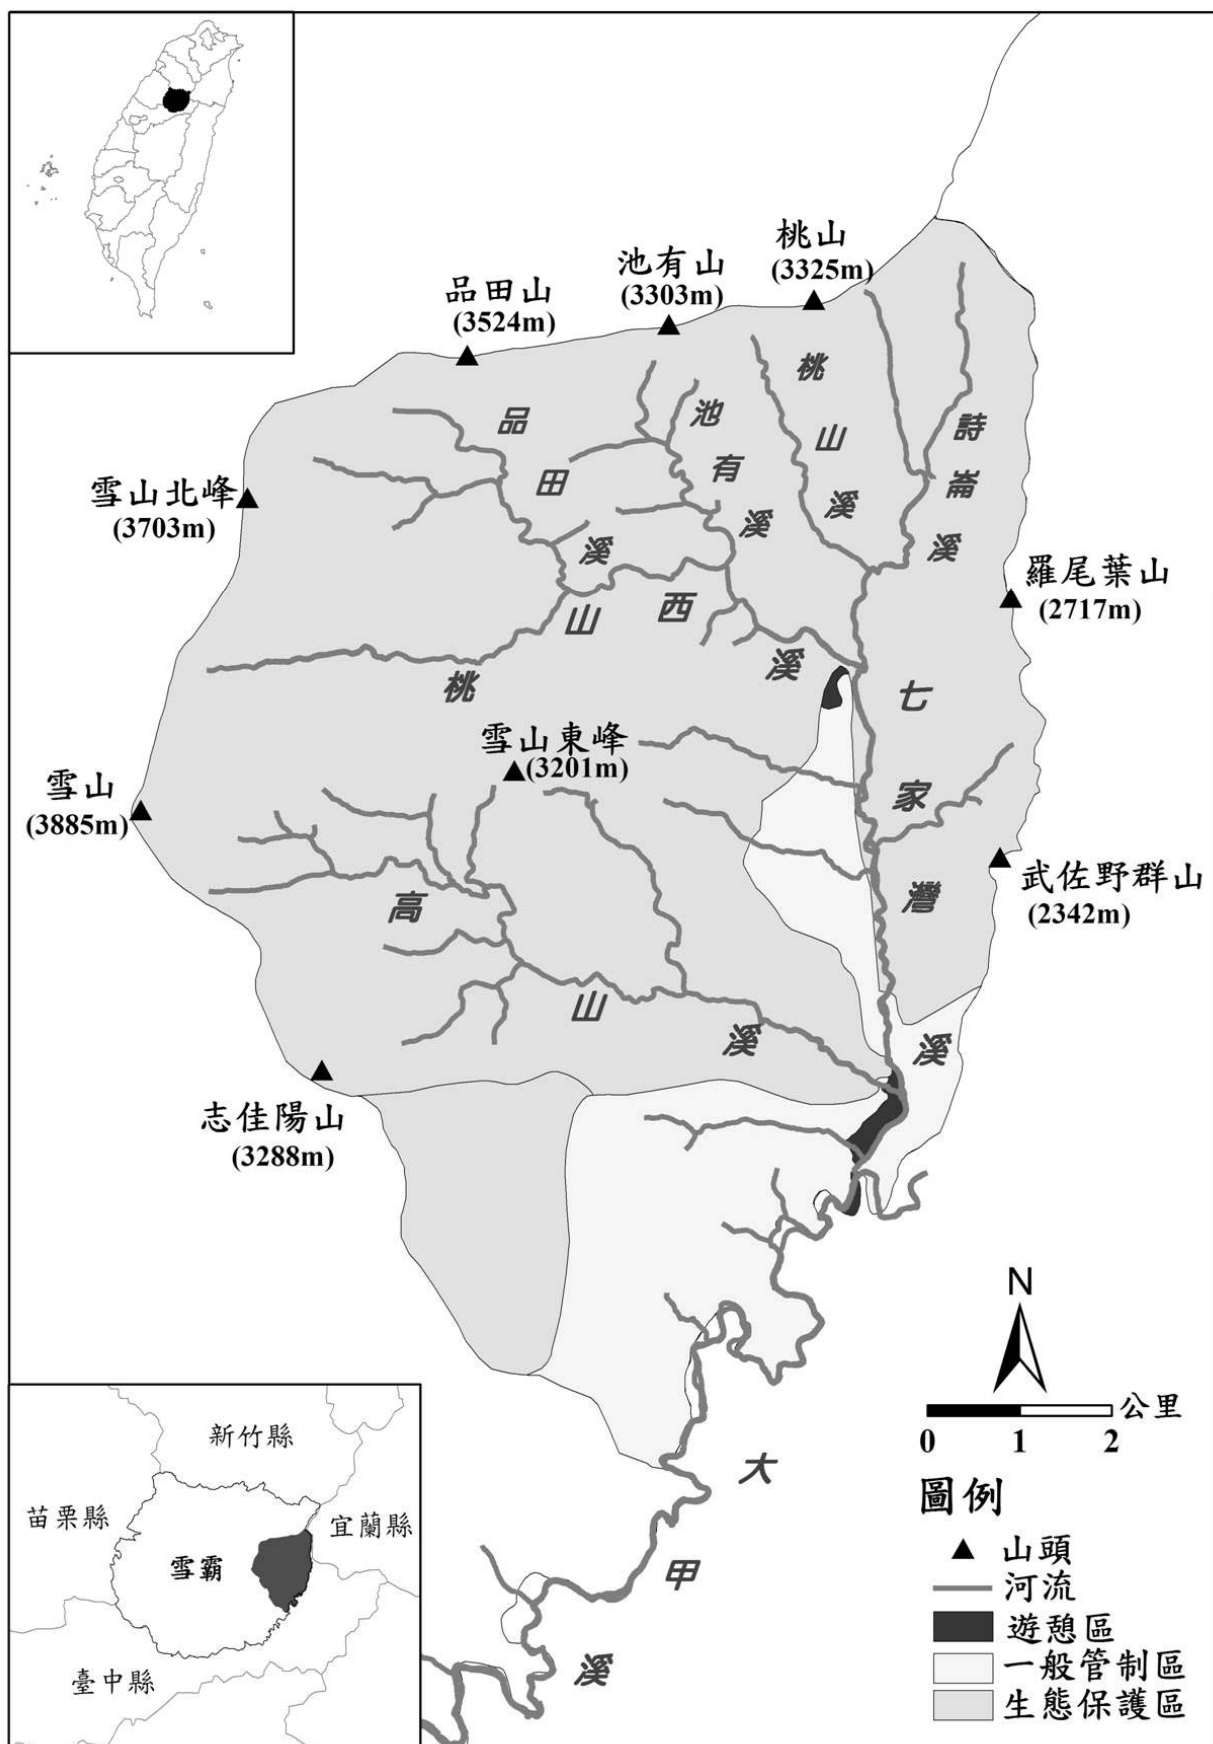 桃山
(3325m)
池有山
(3303m)
品田山
(3524m)
雪山北峰
(3703m)
羅尾葉山
(2717m)
雪山東峰
(3201m)
雪山
(3885m)
武佐野群山
(2342m)
志佳陽山
(3288m)
品田溪
池有溪
桃山溪
詩崙溪
桃山西溪
七家灣溪
高山溪
大甲溪
N
公里
0 1 2
圖例
山頭
河流
遊憩區
一般管制區
生態保護區
新竹縣
苗栗縣
宜蘭縣
雪霸
臺中縣